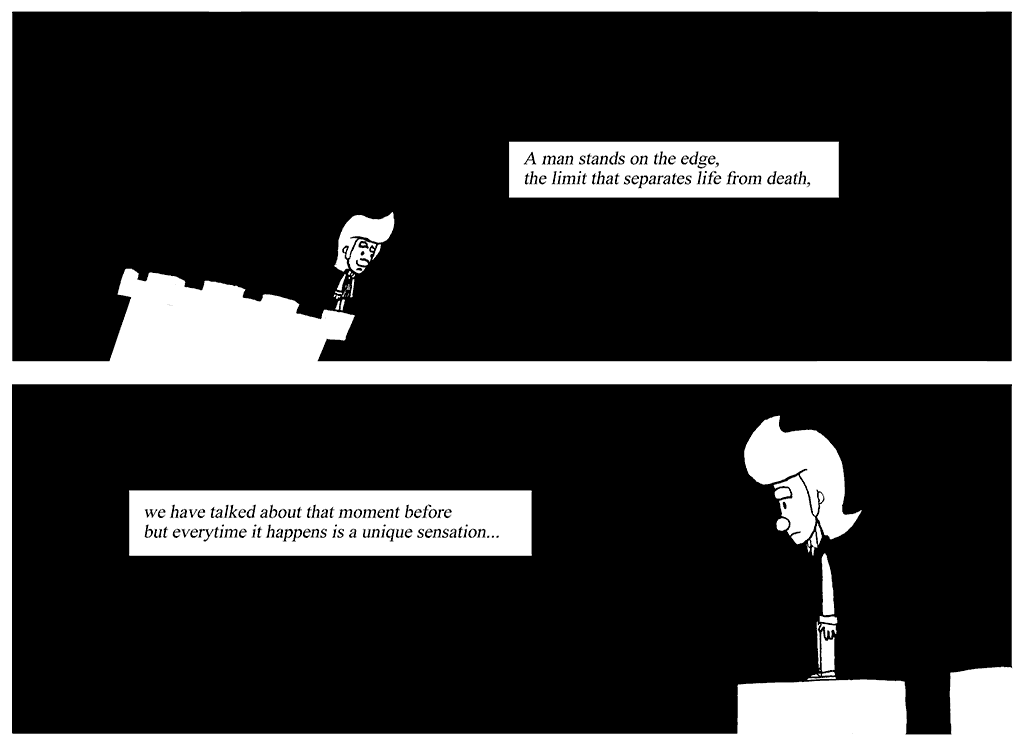 A man stands on the edge,
the limit that separates life from death,
we have talked about that moment before
but everytime it happens is a unique sensation...